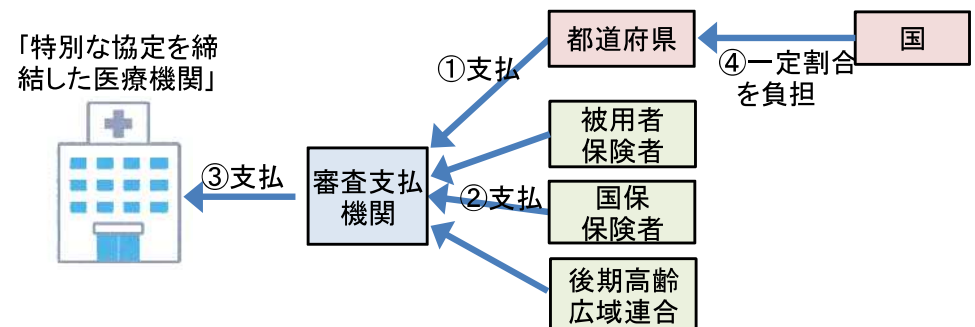 「特別な協定を締
結した医療機関」
③支払
審査支払
機関
①支払
②支払
都道府県
④一定割合
を負担
国
被用者
保険者
国保
保険者
後期高齢
広域連合